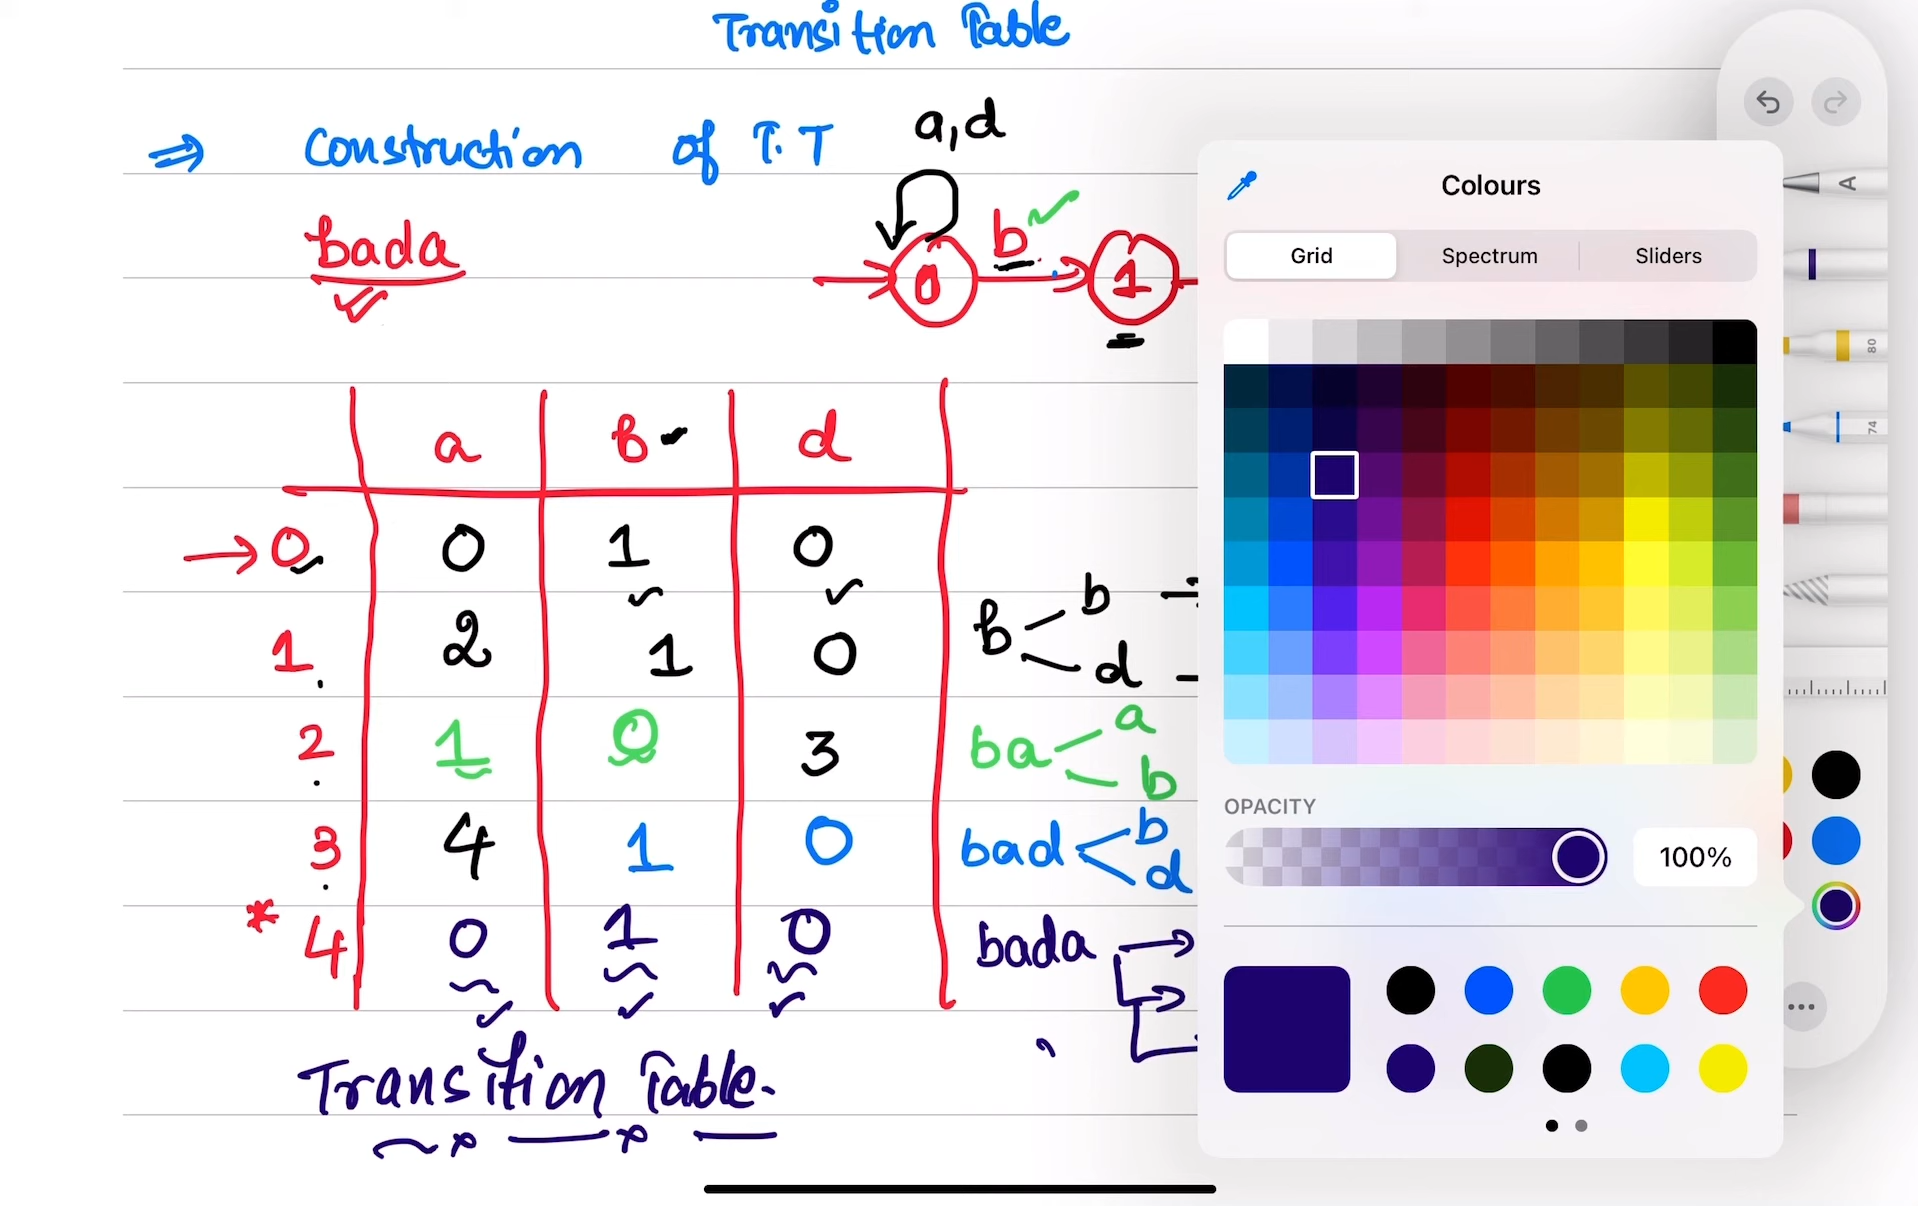 Transition Table
⇒ Construction of T.T
a,d
bada
b ✓
→ 0 → 1
a b d
→ 0 0 1 0
1 2 1 0
b < b
d
2 1 0 3
ba < a
b
3 4 1 0
bad < b
d
* 4 0 1 0
bada
Transition Table.
Colours
Grid Spectrum Sliders
OPACITY
100%
A
80
74